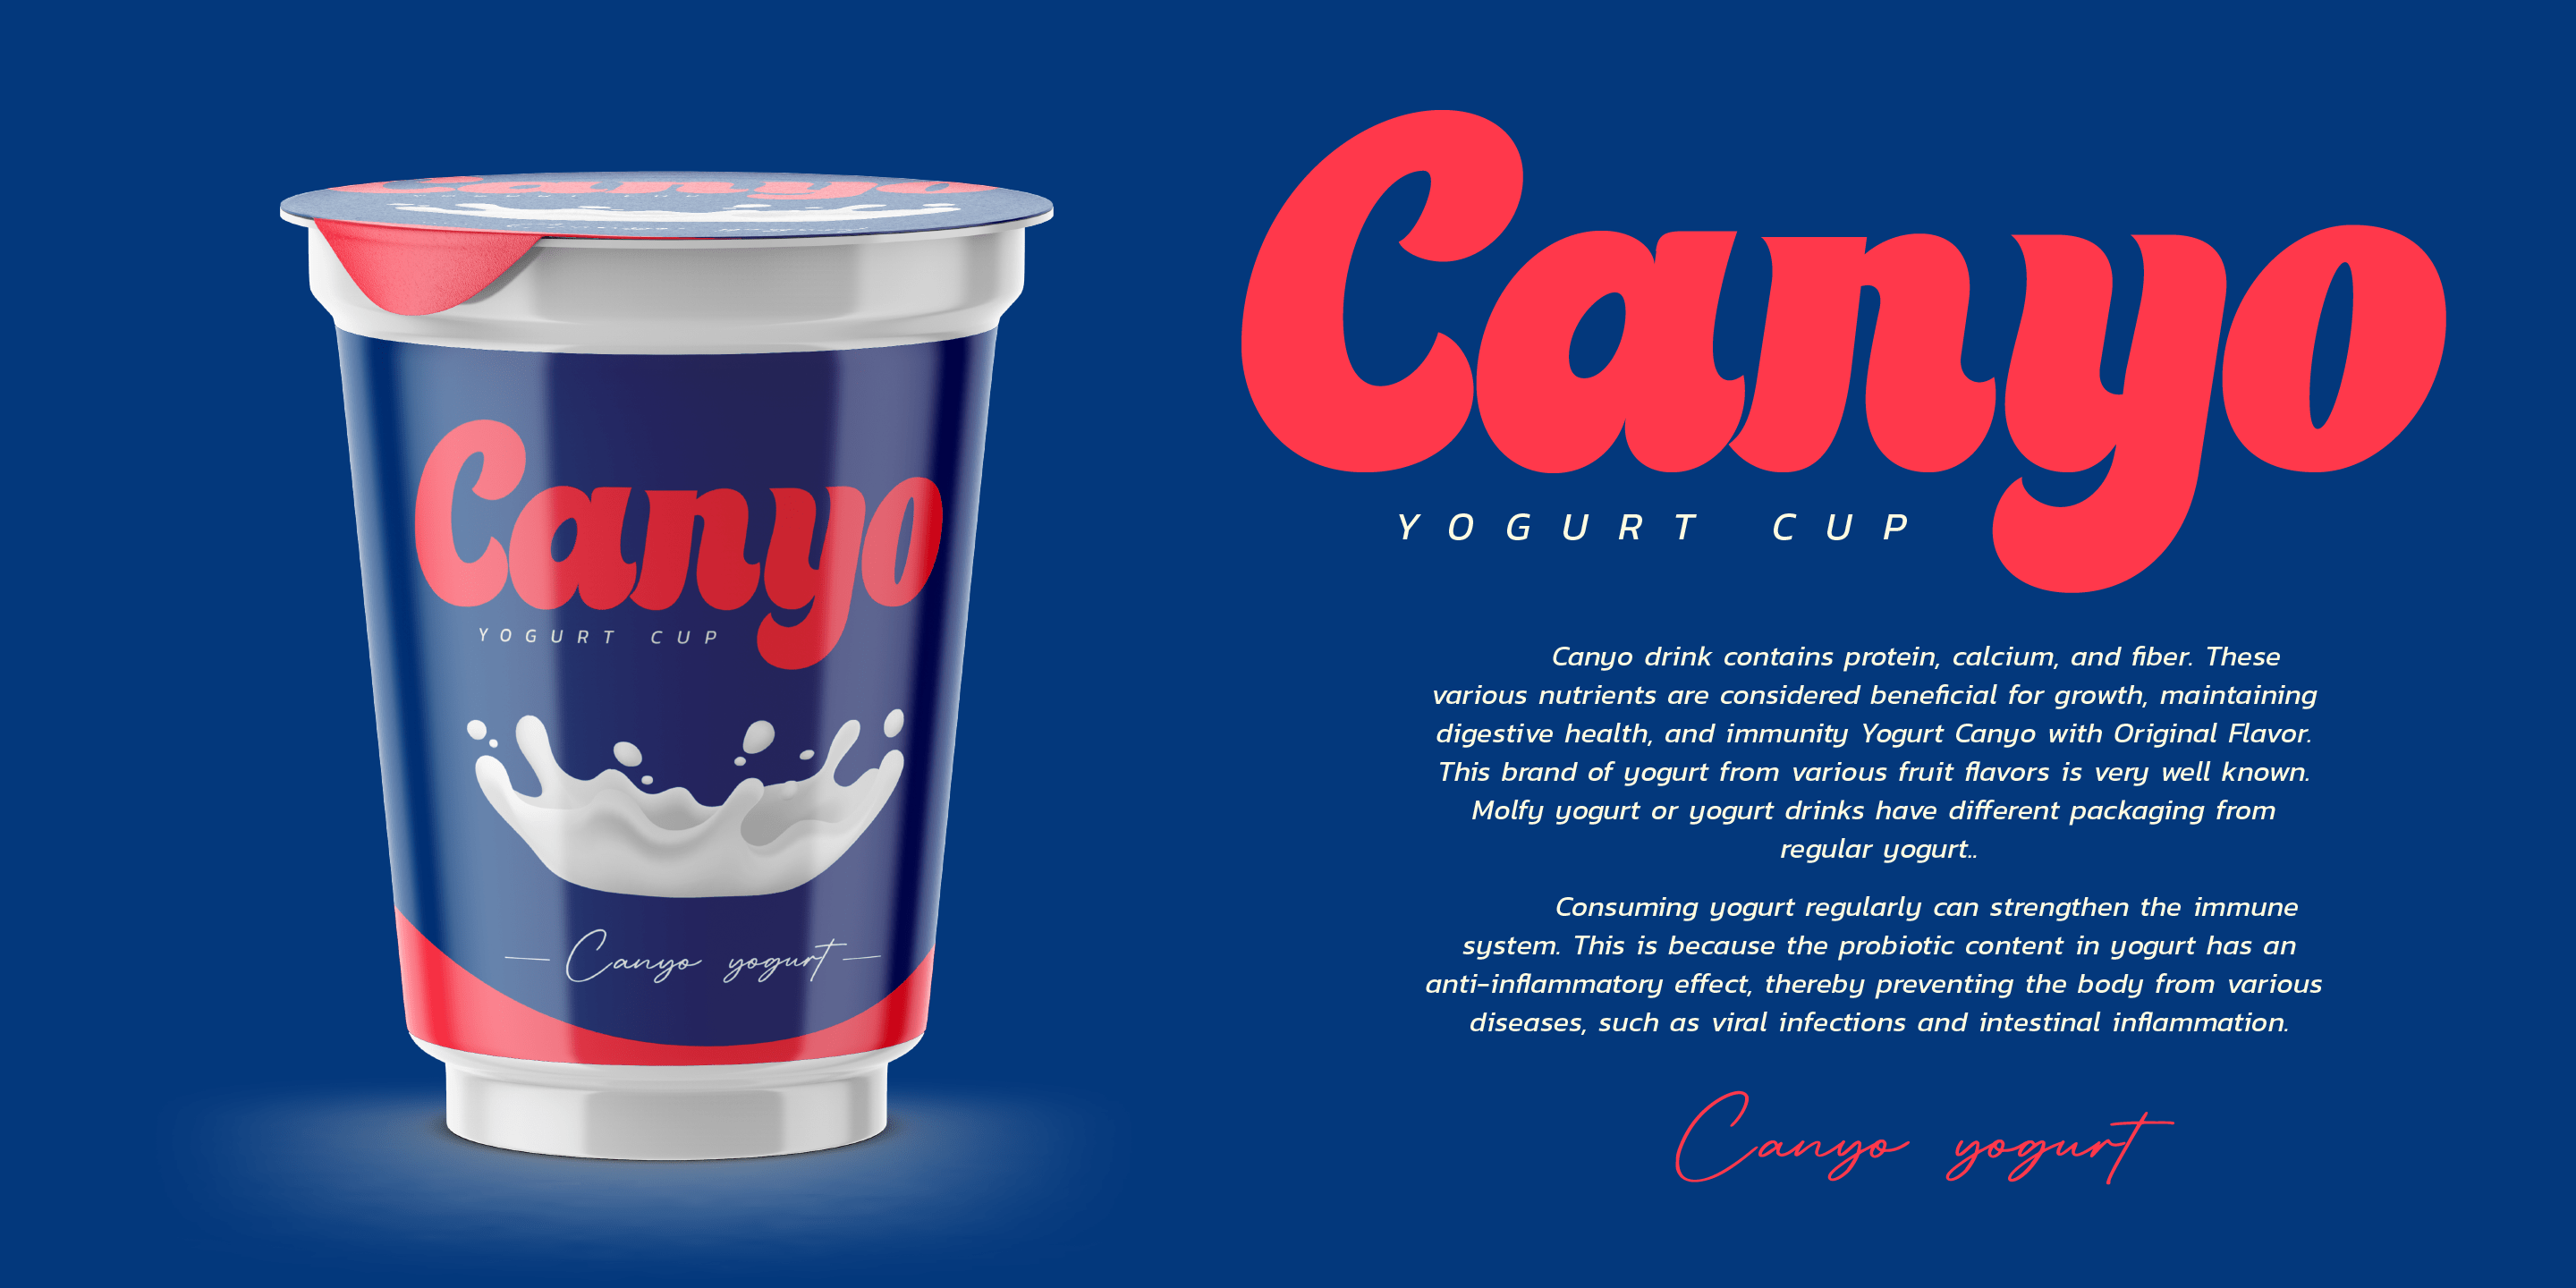 Canyo
YOGURT CUP
Canyo
YOGURT CUP
Canyo yogurt
Canyo
YOGURT CUP
Canyo drink contains protein, calcium, and fiber. These
various nutrients are considered beneficial for growth, maintaining
digestive health, and immunity Yogurt Canyo with Original Flavor.
This brand of yogurt from various fruit flavors is very well known.
Molfy yogurt or yogurt drinks have different packaging from
regular yogurt..
Consuming yogurt regularly can strengthen the immune
system. This is because the probiotic content in yogurt has an
anti-inflammatory effect, thereby preventing the body from various
diseases, such as viral infections and intestinal inflammation.
Canyo yogurt